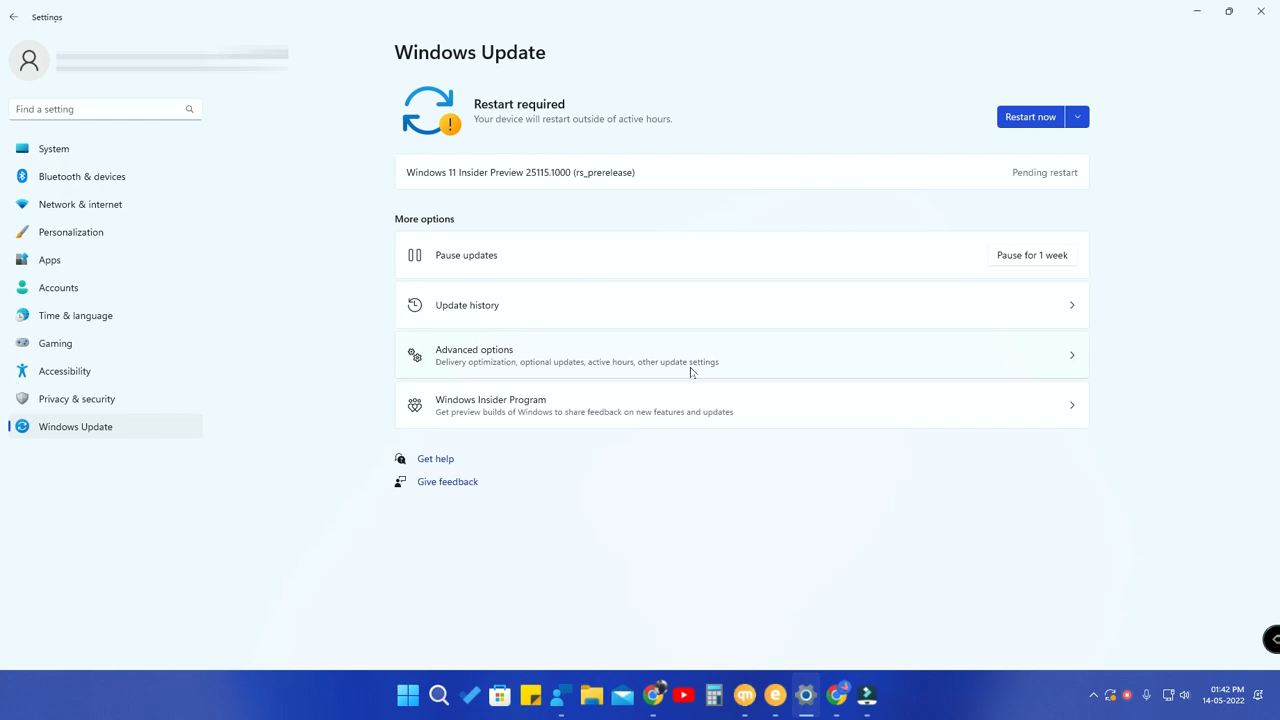 Settings
Find a setting
System
Bluetooth & devices
Network & internet
Personalization
Apps
Accounts
Time & language
Gaming
Accessibility
Privacy & security
Windows Update
Windows Update
Restart required
Your device will restart outside of active hours.
Restart now
Windows 11 Insider Preview 25115.1000 (rs_prerelease)
Pending restart
More options
Pause updates
Pause for 1 week
Update history
Advanced options
Delivery optimization, optional updates, active hours, other update settings
Windows Insider Program
Get preview builds of Windows to share feedback on new features and updates
Get help
Give feedback
qm
e
01:42 PM
14-05-2022